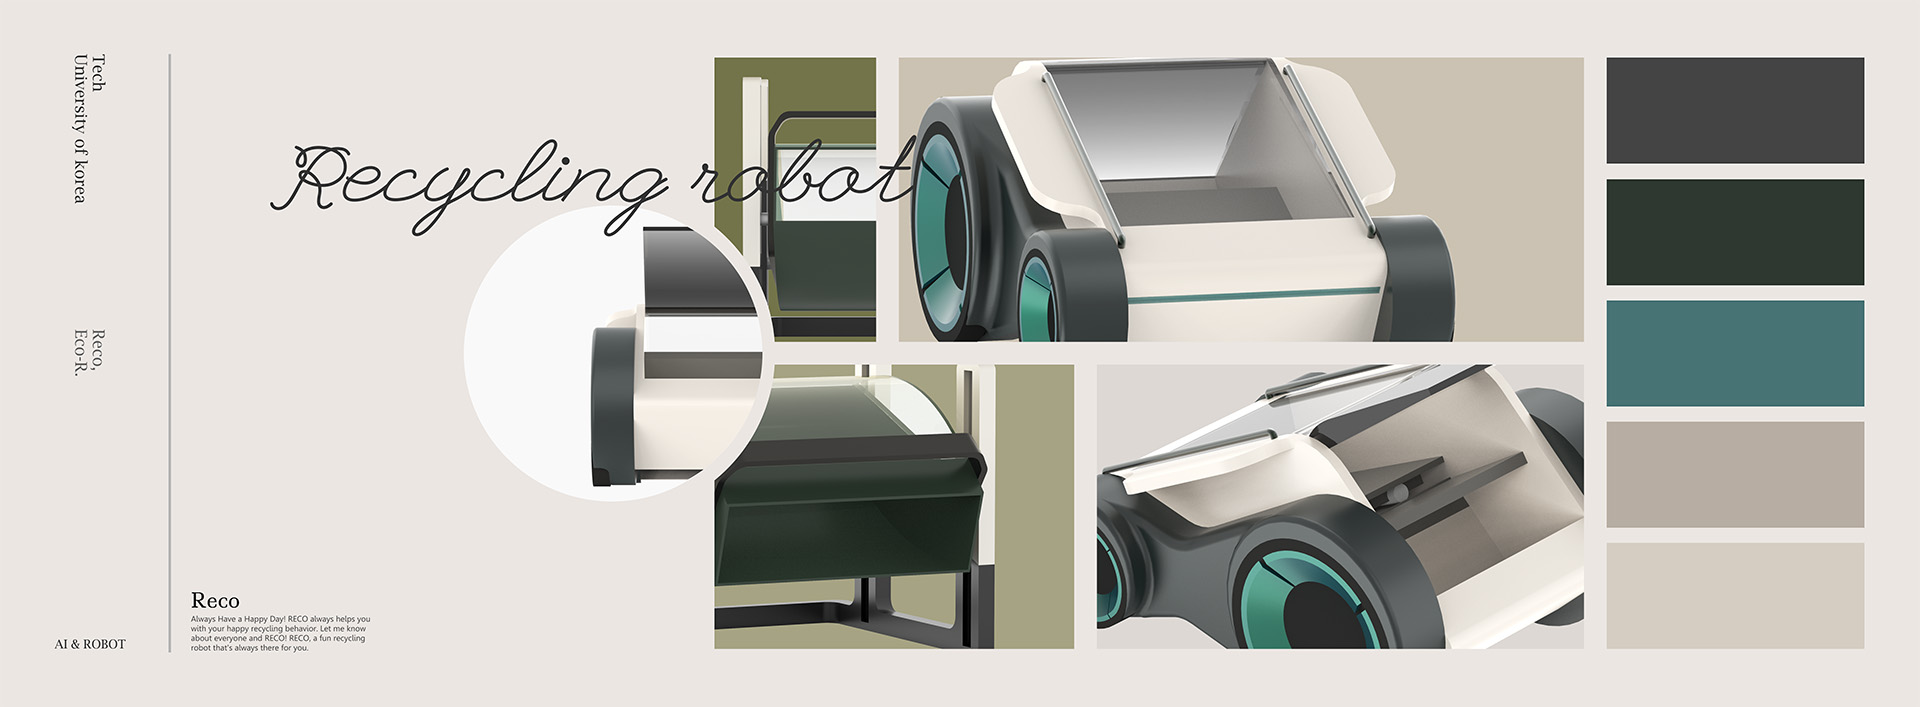 Tech
University of korea
Reco,
Eco-R.
AI & ROBOT
Recycling robot
Reco
Always Have a Happy Day! RECO always helps you
with your happy recycling behavior. Let me know
about everyone and RECO! RECO, a fun recycling
robot that's always there for you.